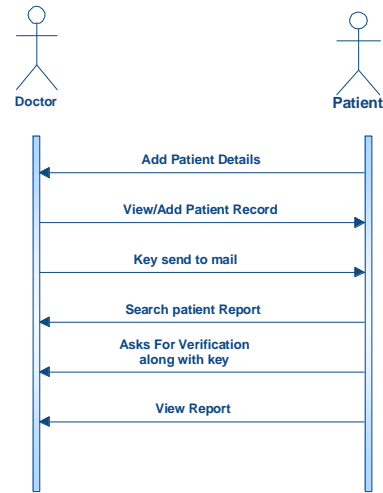 Doctor
Patient
Add Patient Details
View/Add Patient Record
Key send to mail
Search patient Report
Asks For Verification
along with key
View Report